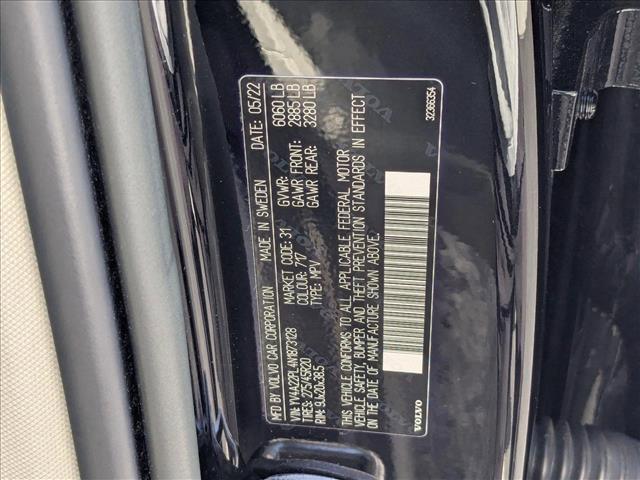 MFD BY VOLVO CAR CORPORATION MADE IN SWEDEN DATE: 05/22
VIN: YV4A22PL4N1873128 MARKET CODE: 31 GVWR: 6060 LB
TIRES: 275/45R20 COLOUR: 717 GAWR FRONT: 2885 LB
RIM: 9Jx20x38.5 TYPE: MPV GAWR REAR: 3280 LB
THIS VEHICLE CONFORMS TO ALL APPLICABLE FEDERAL MOTOR
VEHICLE SAFETY, BUMPER AND THEFT PREVENTION STANDARDS IN EFFECT
ON THE DATE OF MANUFACTURE SHOWN ABOVE.
VOLVO 32366354